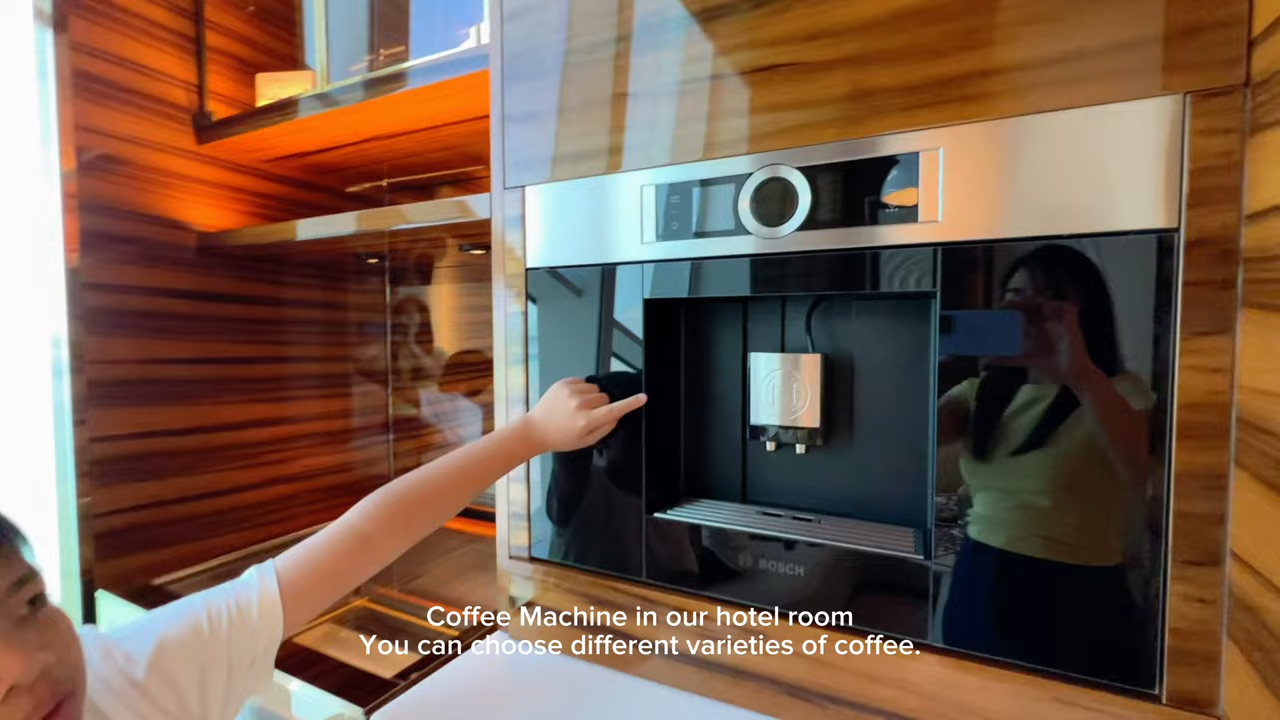 BOSCH
Coffee Machine in our hotel room
You can choose different varieties of coffee.